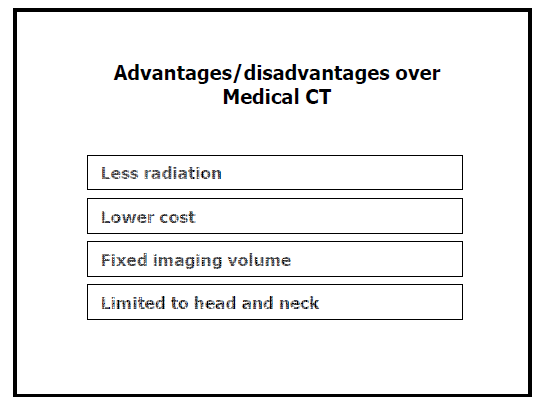 Advantages/disadvantages over
Medical CT
Less radiation
Lower cost
Fixed imaging volume
Limited to head and neck